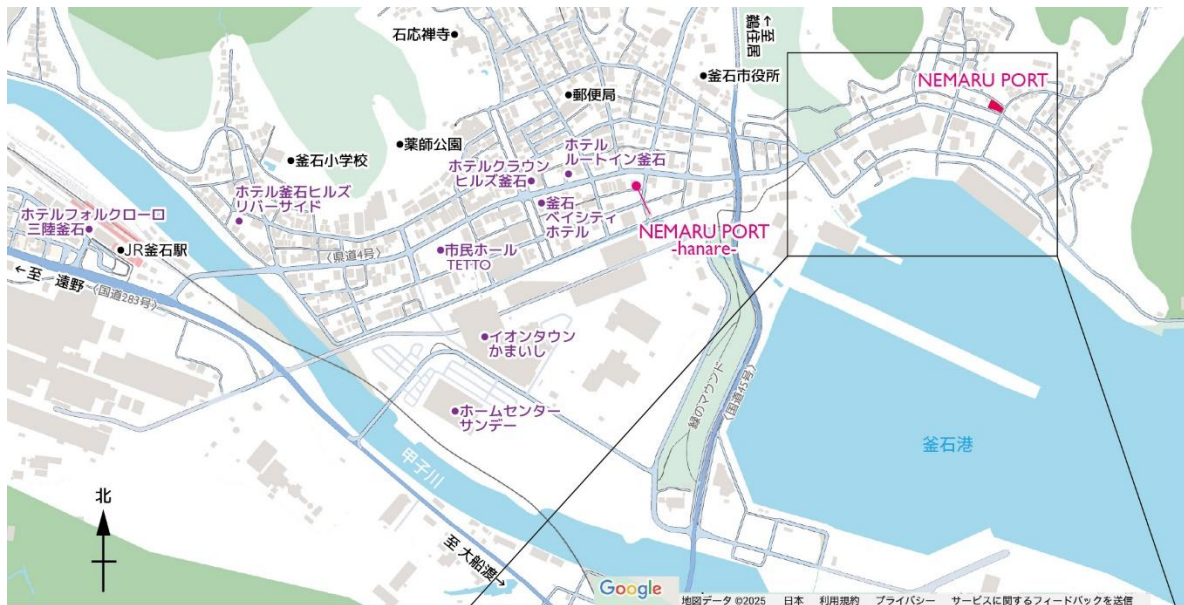 石応禅寺
←至
鵜住居
釜石市役所
NEMARU PORT
郵便局
薬師公園
釜石小学校
ホテル
ルートイン釜石
ホテルクラウン
ヒルズ釜石
ホテル釜石ヒルズ
リバーサイド
釜石
ベイシティ
ホテル
NEMARU PORT
-hanare-
ホテルフォルクローロ
三陸釜石
JR釜石駅
市民ホール
TETTO
〈県道4号〉
←至 遠野
〈国道283号〉
イオンタウン
かまいし
緑のマウンド
〈国道45号〉
ホームセンター
サンデー
釜石港
甲子川
北
至 大船渡→
Google
地図データ ©2025 日本 利用規約 プライバシー サービスに関するフィードバックを送信